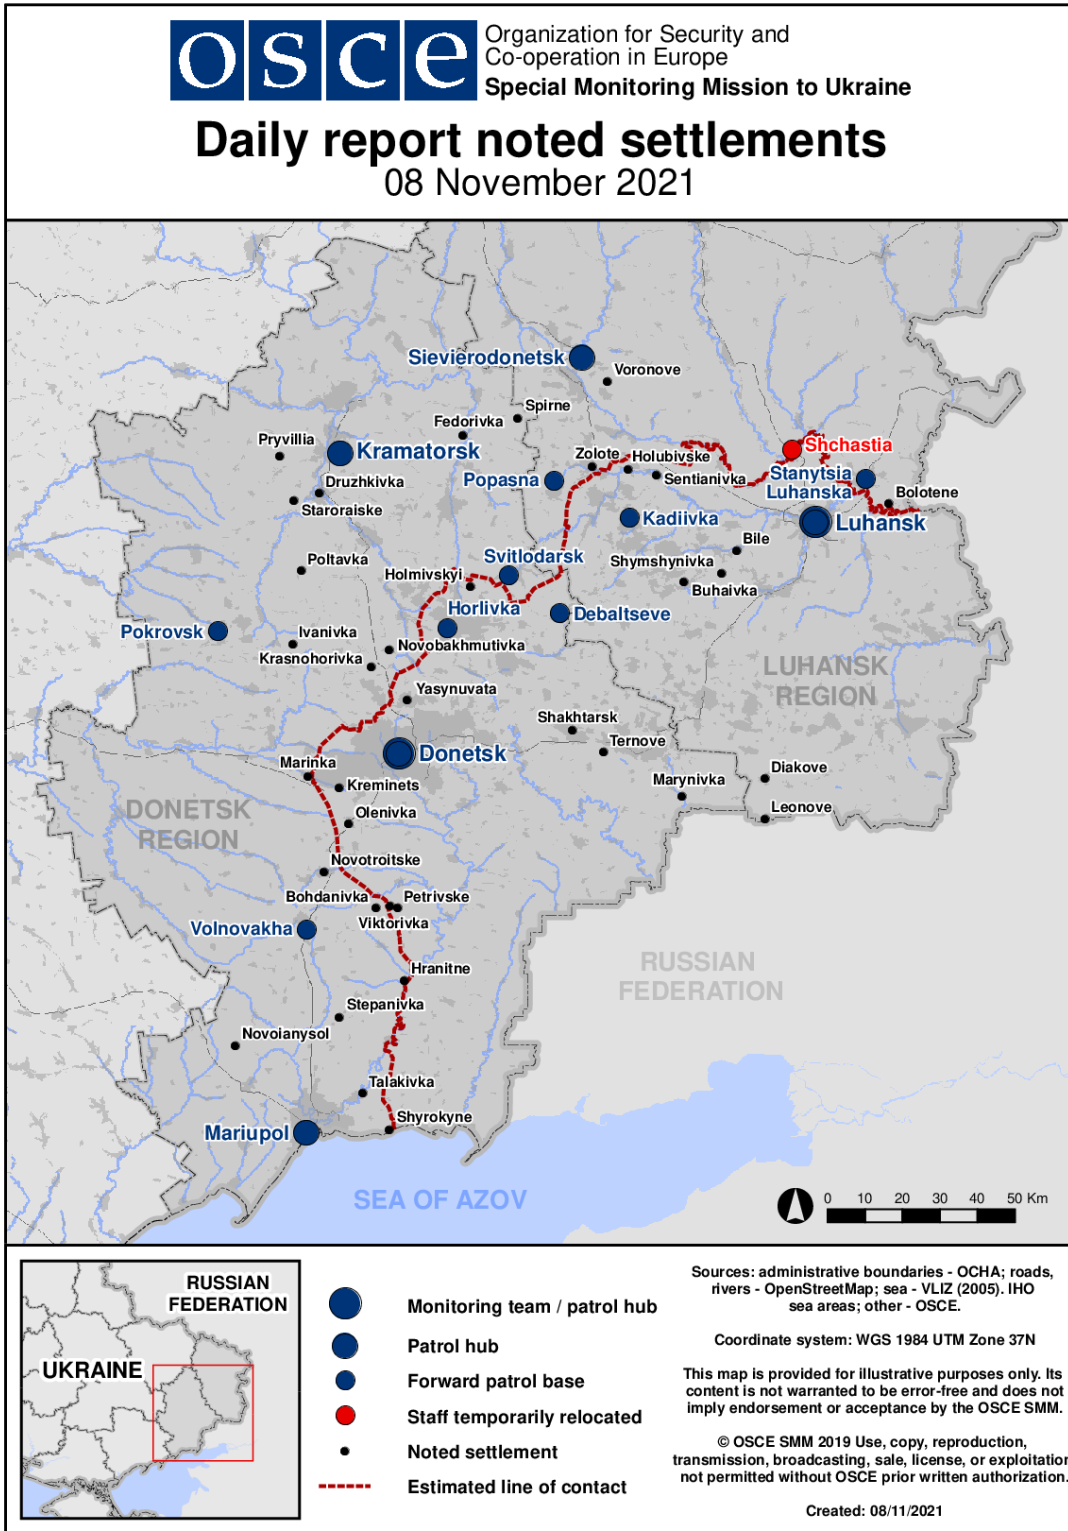 osce
Organization for Security and
Co-operation in Europe
Special Monitoring Mission to Ukraine
Daily report noted settlements
08 November 2021
Sievierodonetsk
Voronove
Spirne
Fedorivka
Pryvillia
Kramatorsk
Shchastia
Zolote
Holubivske
Sentianivka
Stanytsia
Luhanska
Popasna
Druzhkivka
Staroraiske
Bolotene
Kadiivka
Luhansk
Bile
Svitlodarsk
Shymshynivka
Poltavka
Holmivskyi
Buhaivka
Horlivka
Debaltseve
Pokrovsk
Ivanivka
Novobakhmutivka
Krasnohorivka
LUHANSK
REGION
Yasynuvata
Shakhtarsk
Ternove
Donetsk
Marinka
Kreminets
Marynivka
Diakove
Leonove
DONETSK
REGION
Olenivka
Novotroitske
Bohdanivka
Petrivske
Viktorivka
Volnovakha
Hranitne
RUSSIAN
FEDERATION
Stepanivka
Novoianysol
Talakivka
Shyrokyne
Mariupol
SEA OF AZOV
0 10 20 30 40 50 Km
RUSSIAN
FEDERATION
UKRAINE
Monitoring team / patrol hub
Patrol hub
Forward patrol base
Staff temporarily relocated
Noted settlement
Estimated line of contact
Sources: administrative boundaries - OCHA; roads,
rivers - OpenStreetMap; sea - VLIZ (2005). IHO
sea areas; other - OSCE.
Coordinate system: WGS 1984 UTM Zone 37N
This map is provided for illustrative purposes only. Its
content is not warranted to be error-free and does not
imply endorsement or acceptance by the OSCE SMM.
© OSCE SMM 2019 Use, copy, reproduction,
transmission, broadcasting, sale, license, or exploitation
not permitted without OSCE prior written authorization.
Created: 08/11/2021